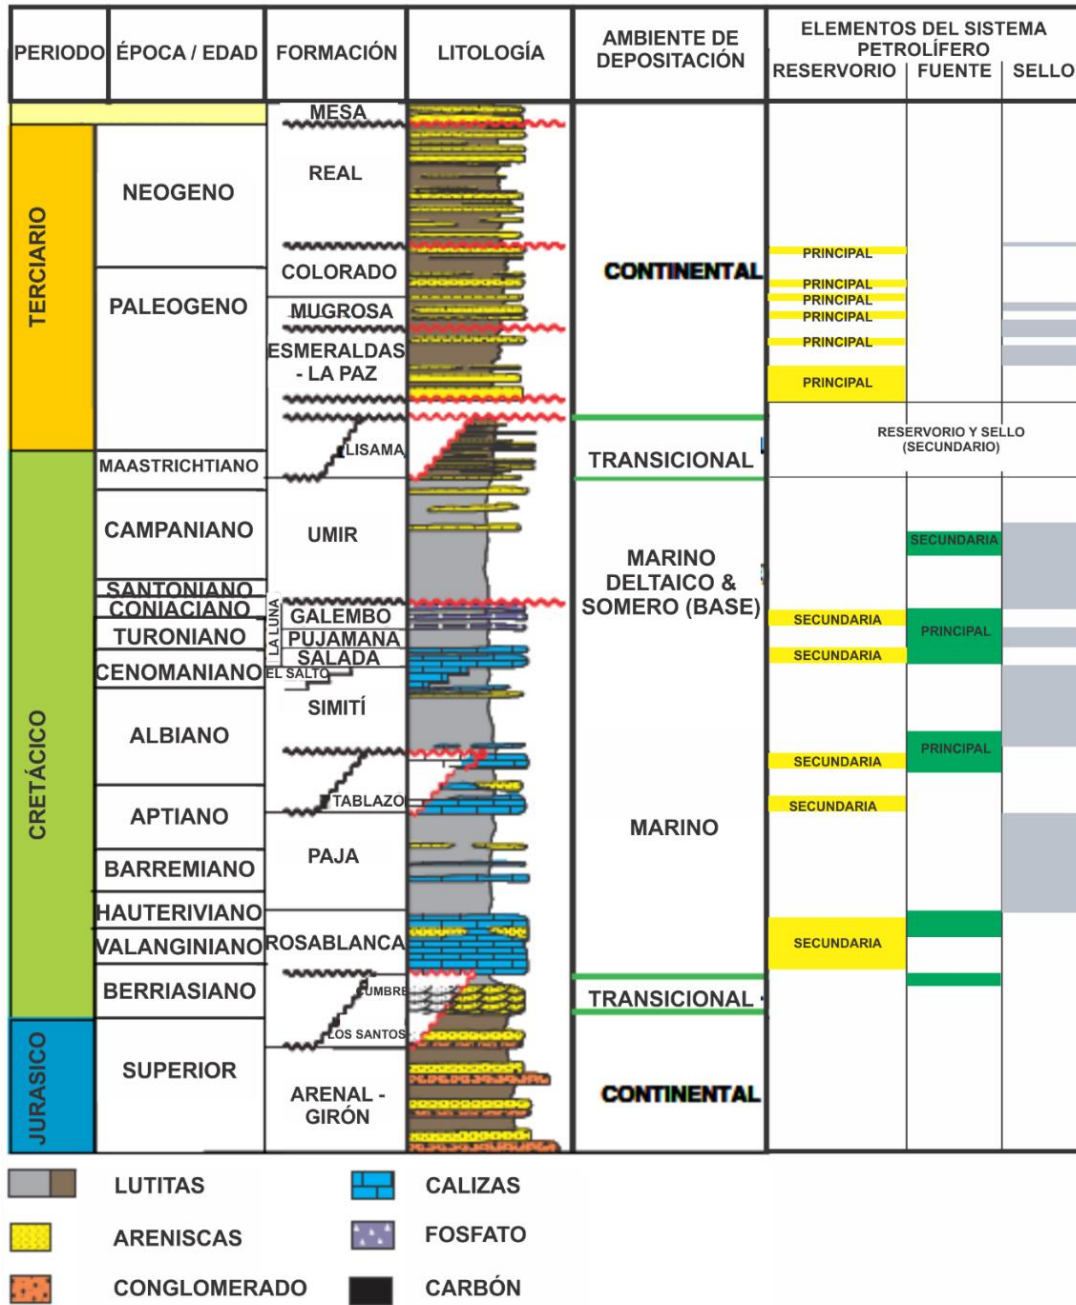 PERIODO
ÉPOCA / EDAD
FORMACIÓN
LITOLOGÍA
AMBIENTE DE
DEPOSITACIÓN
ELEMENTOS DEL SISTEMA
PETROLÍFERO
RESERVORIO
FUENTE
SELLO
TERCIARIO
CRETÁCICO
JURASICO
NEOGENO
PALEOGENO
MAASTRICHTIANO
CAMPANIANO
SANTONIANO
CONIACIANO
TURONIANO
CENOMANIANO
ALBIANO
APTIANO
BARREMIANO
HAUTERIVIANO
VALANGINIANO
BERRIASIANO
SUPERIOR
MESA
REAL
COLORADO
MUGROSA
ESMERALDAS
- LA PAZ
LISAMA
UMIR
LA LUNA
GALEMBO
PUJAMANA
SALADA
EL SALTO
SIMITÍ
TABLAZO
PAJA
ROSABLANCA
CUMBRE
LOS SANTOS
ARENAL -
GIRÓN
CONTINENTAL
TRANSICIONAL
MARINO
DELTAICO &
SOMERO (BASE)
MARINO
TRANSICIONAL
CONTINENTAL
PRINCIPAL
PRINCIPAL
PRINCIPAL
PRINCIPAL
PRINCIPAL
PRINCIPAL
RESERVORIO Y SELLO
(SECUNDARIO)
SECUNDARIA
SECUNDARIA
PRINCIPAL
SECUNDARIA
PRINCIPAL
SECUNDARIA
SECUNDARIA
SECUNDARIA
LUTITAS
CALIZAS
ARENISCAS
FOSFATO
CONGLOMERADO
CARBÓN